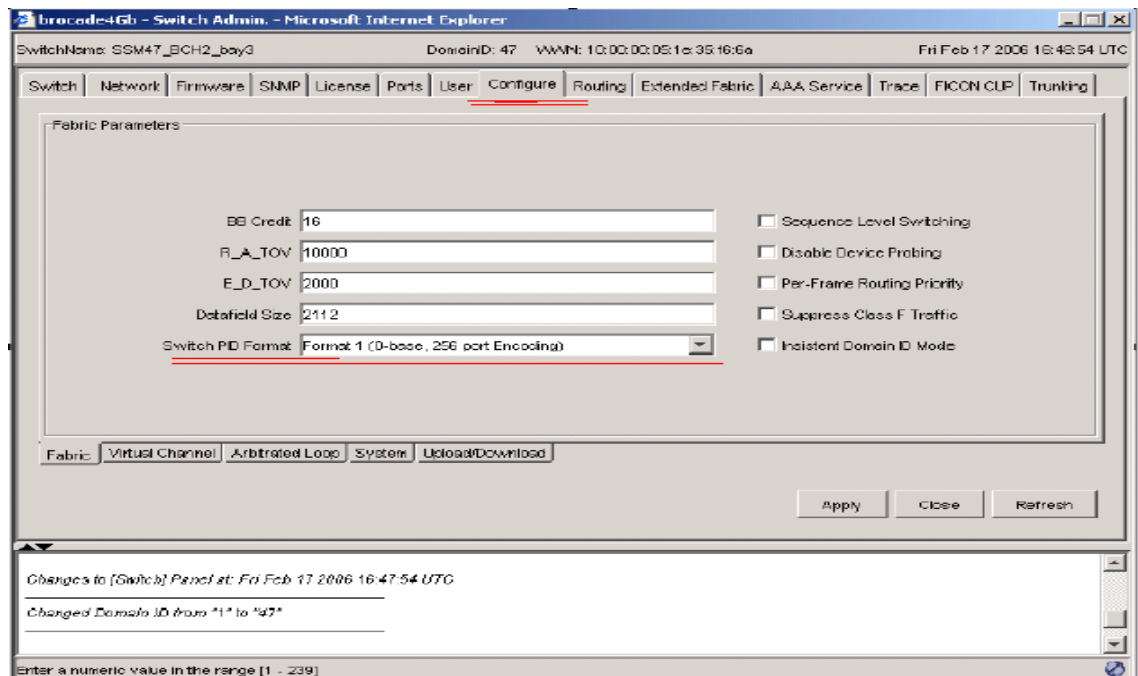 brocade4Gb - Switch Admin. - Microsoft Internet Explorer
SwitchName: SSM47_BCH2_bay3 DomainID: 47 WWN: 10:00:00:05:1e:35:16:6a Fri Feb 17 2006 16:48:54 UTC
Switch Network Firmware SNMP License Ports User Configure Routing Extended Fabric AAA Service Trace FICON CUP Trunking
Fabric Parameters
BB Credit 16
R_A_TOV 10000
E_D_TOV 2000
Datafield Size 2112
Switch PID Format Format 1 (0-base, 256 port Encoding)
Sequence Level Switching
Disable Device Probing
Per-Frame Routing Priority
Suppress Class F Traffic
Insistent Domain ID Mode
Fabric Virtual Channel Arbitrated Loop System Upload/Download
Apply Close Refresh
Changes to [Switch] Panel at: Fri Feb 17 2006 16:47:54 UTC
Changed Domain ID from "1" to "47"
Enter a numeric value in the range [1 - 239]